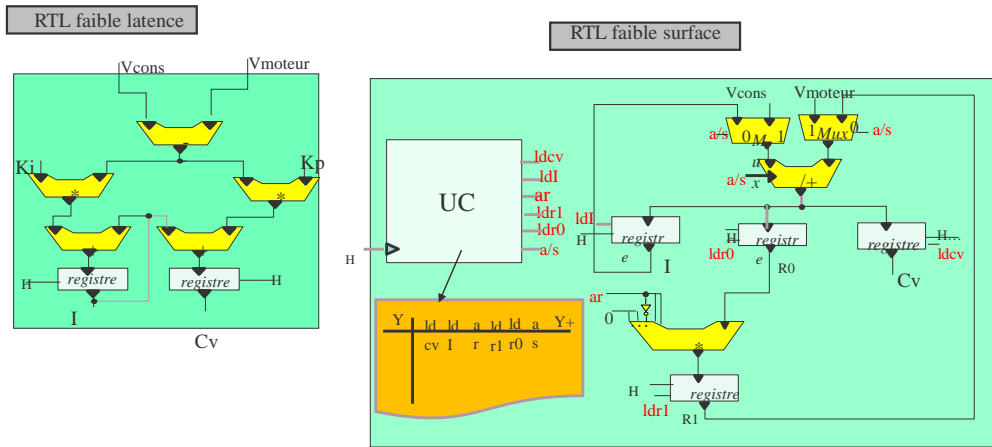 RTL faible latence
RTL faible surface
Vcons
Vmoteur
-
Ki
Kp
*
*
+
+
H
registre
registre
H
I
Cv
Vcons
Vmoteur
a/s
0 M 1
u
x
1 Mux 0
a/s
a/s
/+
UC
ldcv
ldI
ar
ldr1
ldr0
a/s
H
ldI
H
registr
e
I
H
ldr0
registr
e
R0
registre
H...
ldcv
Cv
ar
0
...
*
H
registre
ldr1
R1
Y ld ld a ld ld a Y+
cv I r r1 r0 s